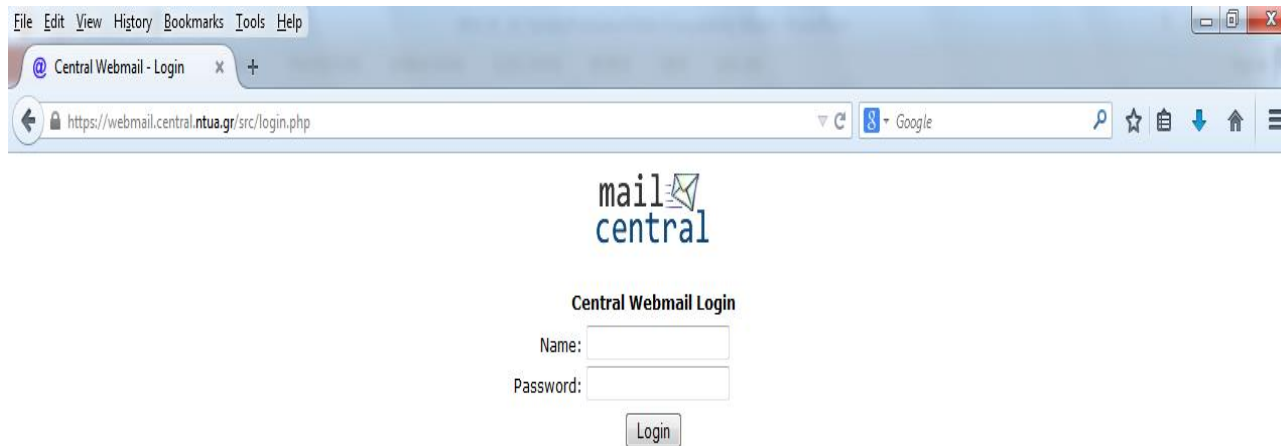 File Edit View History Bookmarks Tools Help
Central Webmail - Login
https://webmail.central.ntua.gr/src/login.php
Google
mail
central
Central Webmail Login
Name:
Password:
Login